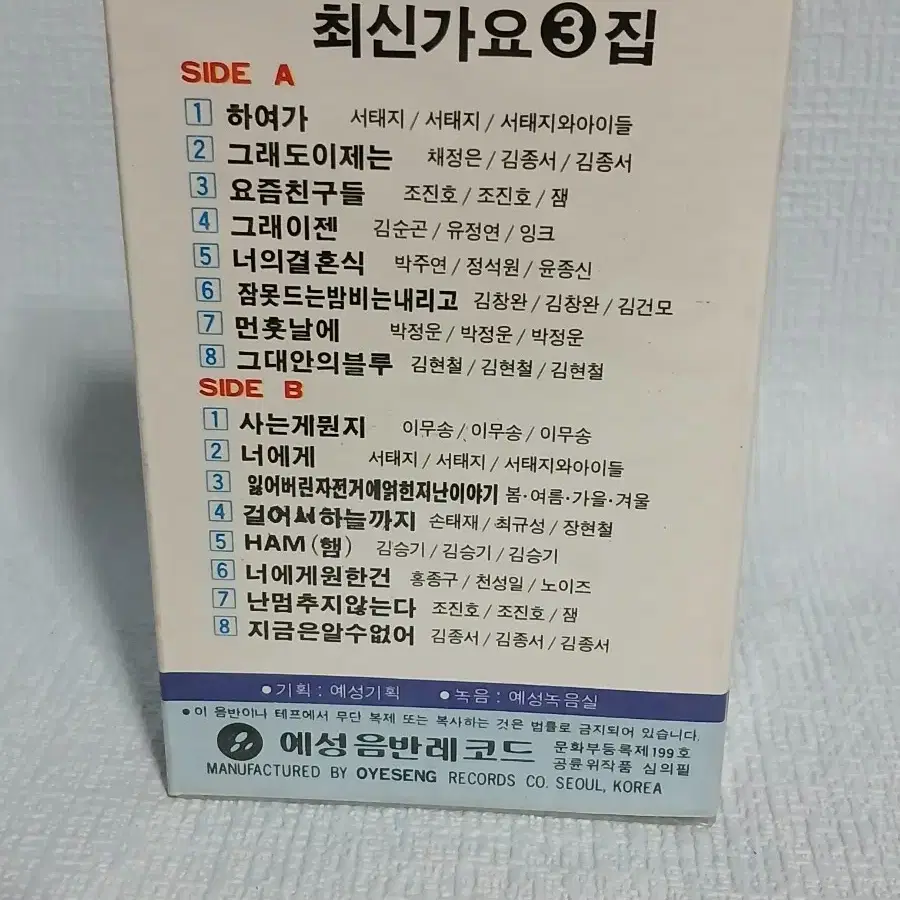 최신가요❸집
SIDE A
1 하여가 서태지 / 서태지 / 서태지와아이들
2 그래도이제는 채정은 / 김종서 / 김종서
3 요즘친구들 조진호 / 조진호 / 잼
4 그래이젠 김순곤 / 유정연 / 잉크
5 너의결혼식 박주연 / 정석원 / 윤종신
6 잠못드는밤비는내리고 김창완 / 김창완 / 김건모
7 먼훗날에 박정운 / 박정운 / 박정운
8 그대안의블루 김현철 / 김현철 / 김현철
SIDE B
1 사는게뭔지 이무송 / 이무송 / 이무송
2 너에게 서태지 / 서태지 / 서태지와아이들
3 잃어버린자전거에얽힌지난이야기 봄·여름·가을·겨울
4 걸어서하늘까지 손태재 / 최규성 / 장현철
5 HAM (햄) 김승기 / 김승기 / 김승기
6 너에게원한건 홍종구 / 천성일 / 노이즈
7 난멈추지않는다 조진호 / 조진호 / 잼
8 지금은알수없어 김종서 / 김종서 / 김종서
●기획 : 예성기획 ●녹음 : 예성녹음실
●이 음반이나 테프에서 무단 복제 또는 복사하는 것은 법률로 금지되어 있습니다.
예성음반레코드 문화부등록제199호
공륜위작품 심의필
MANUFACTURED BY OYESENG RECORDS CO. SEOUL, KOREA